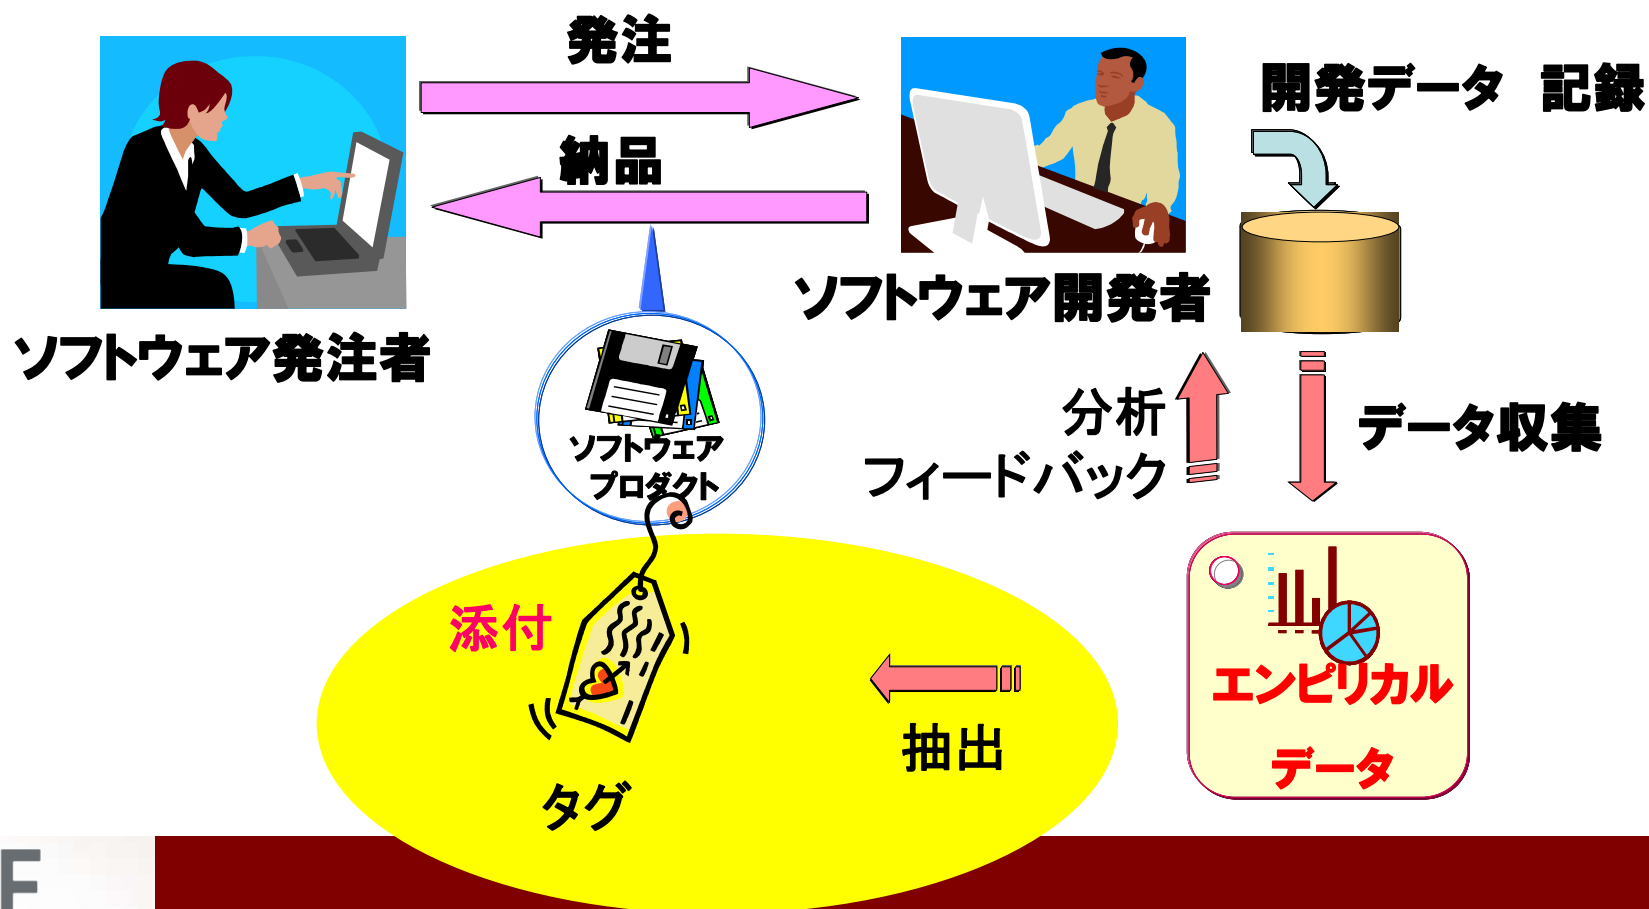 発注
開発データ　記録
納品
ソフトウェア開発者
ソフトウェア発注者
分析
フィードバック
データ収集
ソフトウェア
プロダクト
添付
エンピリカル
データ
抽出
タグ
F